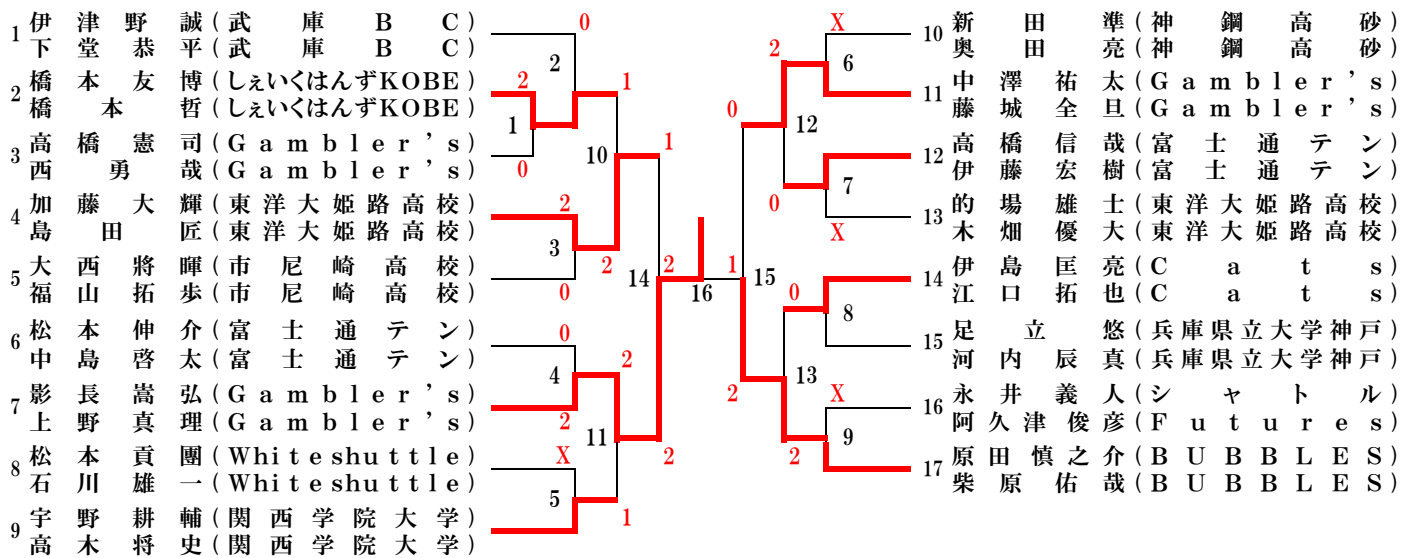 1 伊津野誠(武庫BC)
下堂恭平(武庫BC)
2 橋本友博(しぇいくはんずKOBE)
橋本哲(しぇいくはんずKOBE)
3 高橋憲司(Gambler's)
西勇哉(Gambler's)
4 加藤大輝(東洋大姫路高校)
島田匠(東洋大姫路高校)
5 大西將暉(市尼崎高校)
福山拓歩(市尼崎高校)
6 松本伸介(富士通テン)
中島啓太(富士通テン)
7 影長嵩弘(Gambler's)
上野真理(Gambler's)
8 松本貢團(Whiteshuttle)
石川雄一(Whiteshuttle)
9 宇野耕輔(関西学院大学)
高木将史(関西学院大学)
0
2
2
1
1
0
10
1
2
3
2
0
14
2
0
4
2
2
11
X
2
5
1
16
X
2
6
0
12
7
0
X
1
15
0
8
13
2
X
9
2
10 新田準(神鋼高砂)
奥田亮(神鋼高砂)
11 中澤祐太(Gambler's)
藤城全旦(Gambler's)
12 高橋信哉(富士通テン)
伊藤宏樹(富士通テン)
13 的場雄士(東洋大姫路高校)
木畑優大(東洋大姫路高校)
14 伊島匡亮(Cats)
江口拓也(Cats)
15 足立悠(兵庫県立大学神戸)
河内辰真(兵庫県立大学神戸)
16 永井義人(シャトル)
阿久津俊彦(Futures)
17 原田慎之介(BUBBLES)
柴原佑哉(BUBBLES)